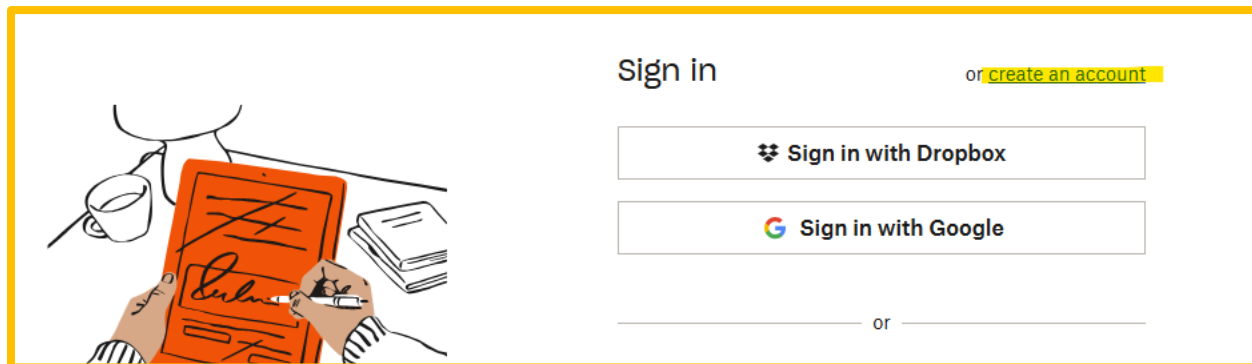 Sign in
or create an account
Sign in with Dropbox
Sign in with Google
or